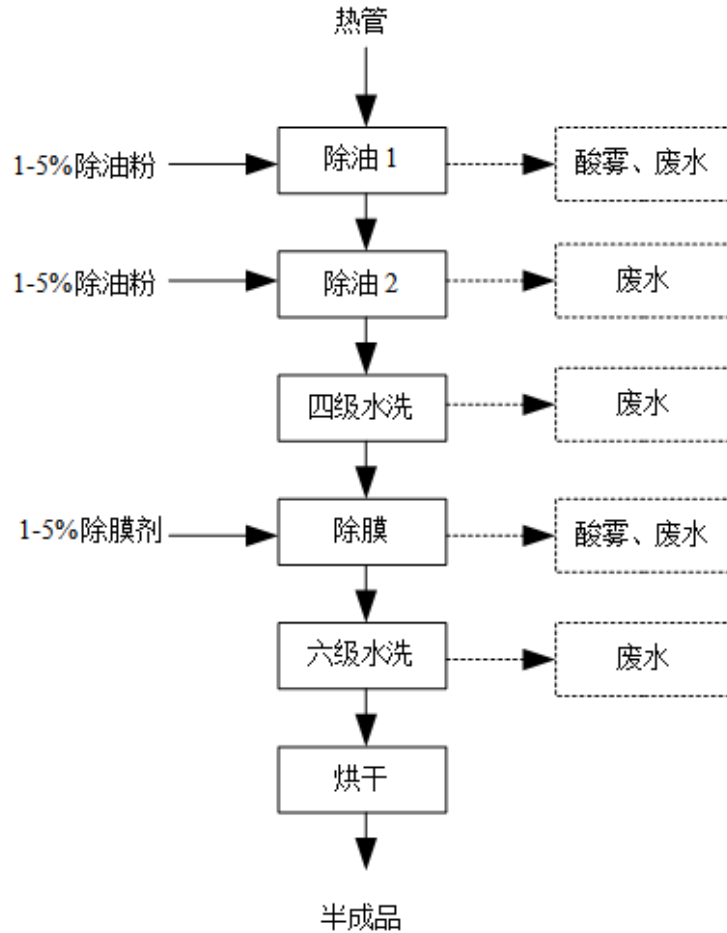 热管
1-5%除油粉
除油 1
酸雾、废水
1-5%除油粉
除油 2
废水
四级水洗
废水
1-5%除膜剂
除膜
酸雾、废水
六级水洗
废水
烘干
半成品